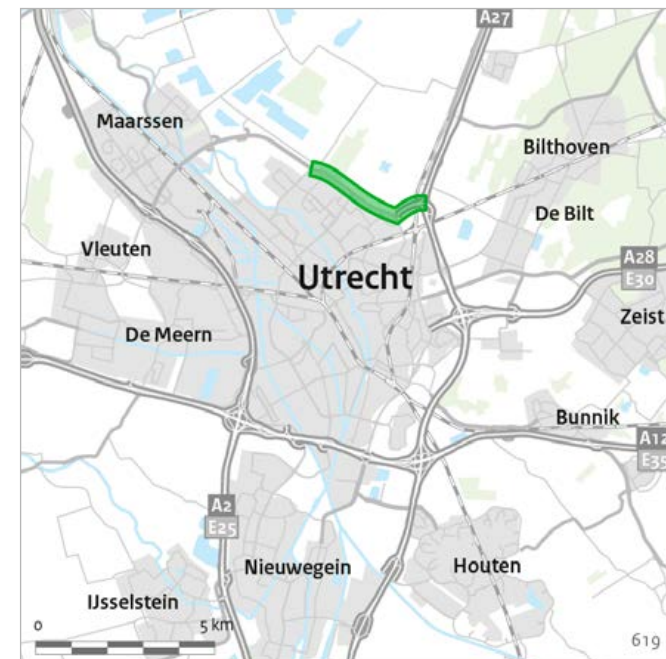 A27
Maarssen
Bilthoven
De Bilt
Vleuten
A28
E30
Utrecht
Zeist
De Meern
Bunnik
A12
E35
A2
E25
Nieuwegein
Houten
IJsselstein
0
5 km
619